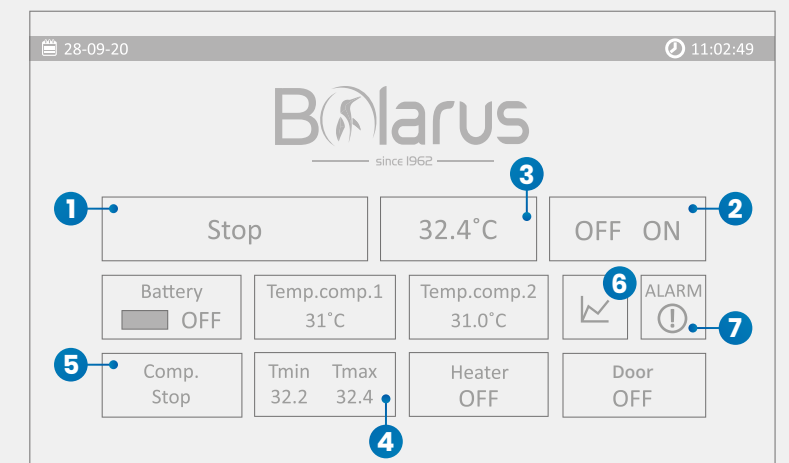 28-09-20 11:02:49
Bolarus
since 1962
3
1 Stop 32.4˚C OFF ON 2
6
Battery Temp.comp.1 Temp.comp.2 ALARM
OFF 31˚C 31.0˚C 7
5
Comp. Tmin Tmax Heater Door
Stop 32.2 32.4 OFF OFF
4